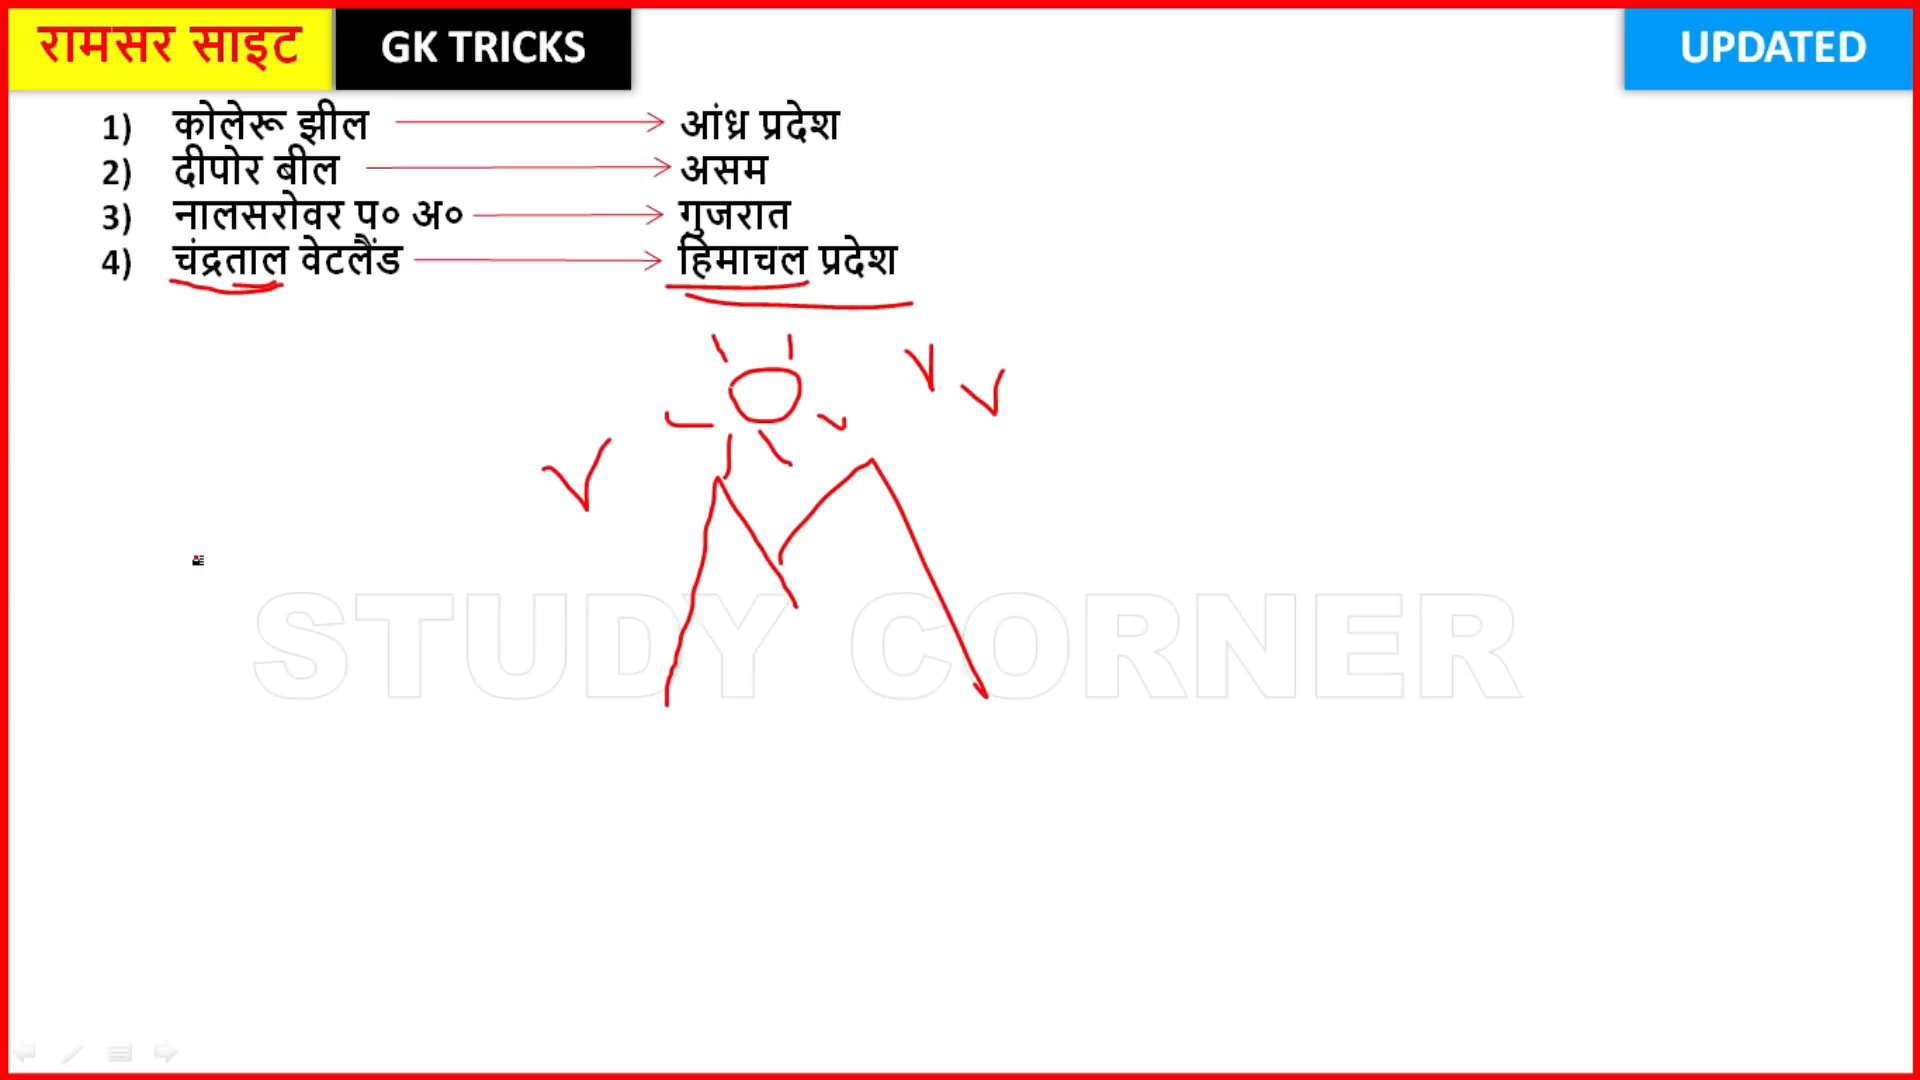 रामसर साइट GK TRICKS UPDATED
1) कोलेरू झील आंध्र प्रदेश
2) दीपोर बील असम
3) नालसरोवर प० अ० गुजरात
4) चंद्रताल वेटलैंड हिमाचल प्रदेश
STUDY CORNER